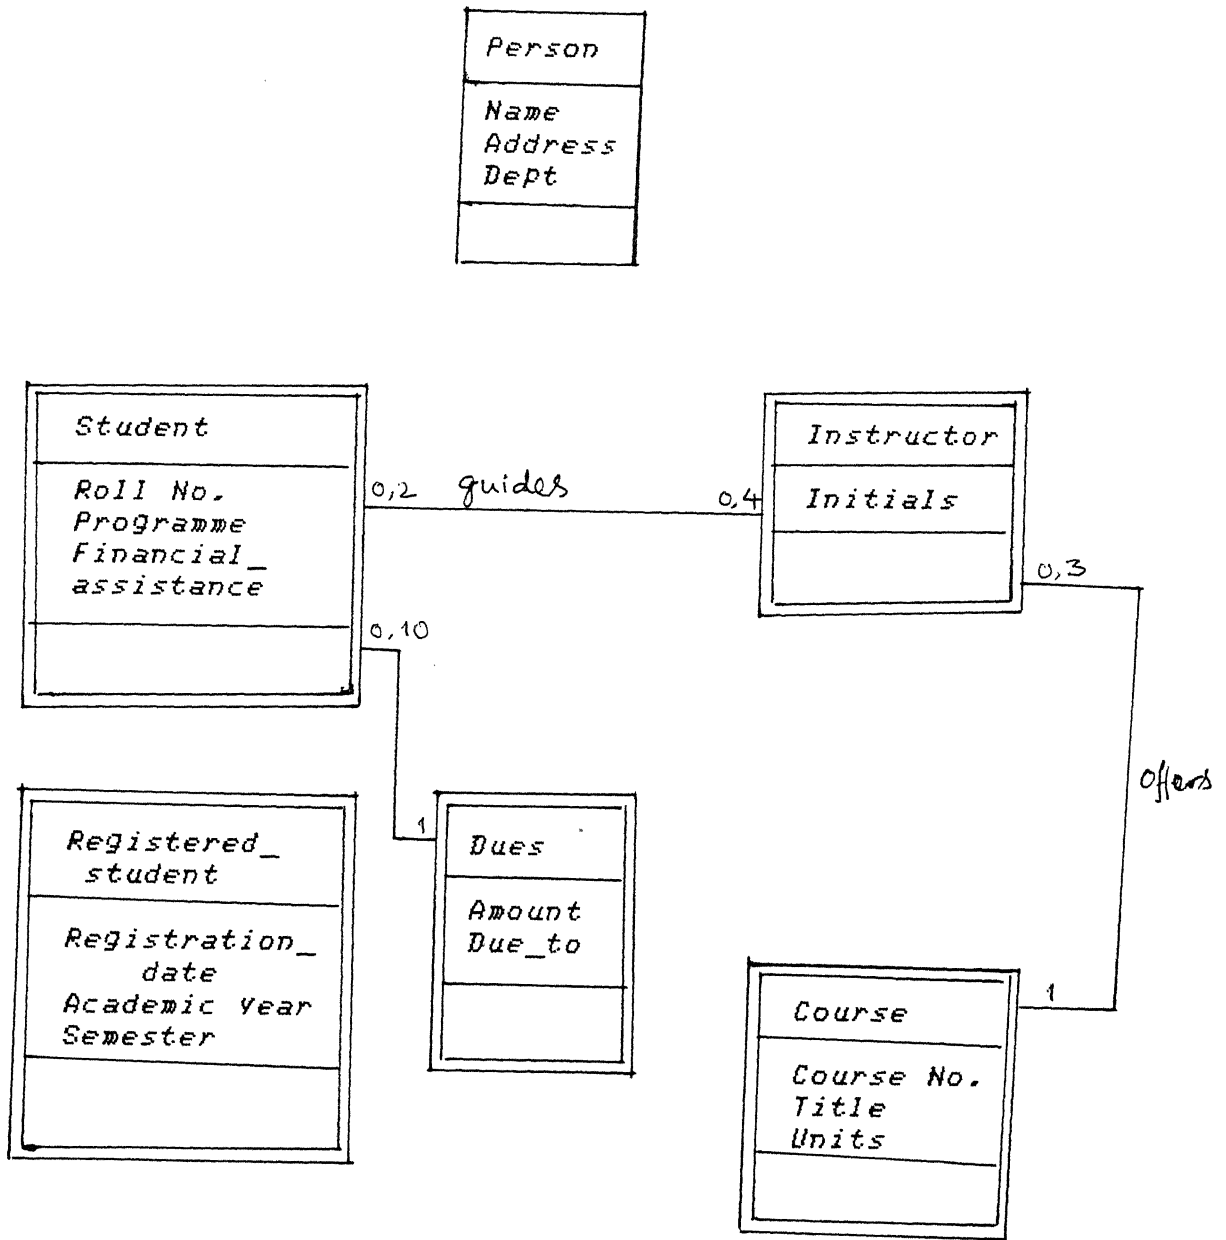 Person
Name
Address
Dept
Student
Roll No.
Programme
Financial_
assistance
0,2
guides
0,4
Instructor
Initials
0,3
0,10
offers
Registered_
student
Registration_
date
Academic Year
Semester
1
Dues
Amount
Due_to
1
Course
Course No.
Title
Units